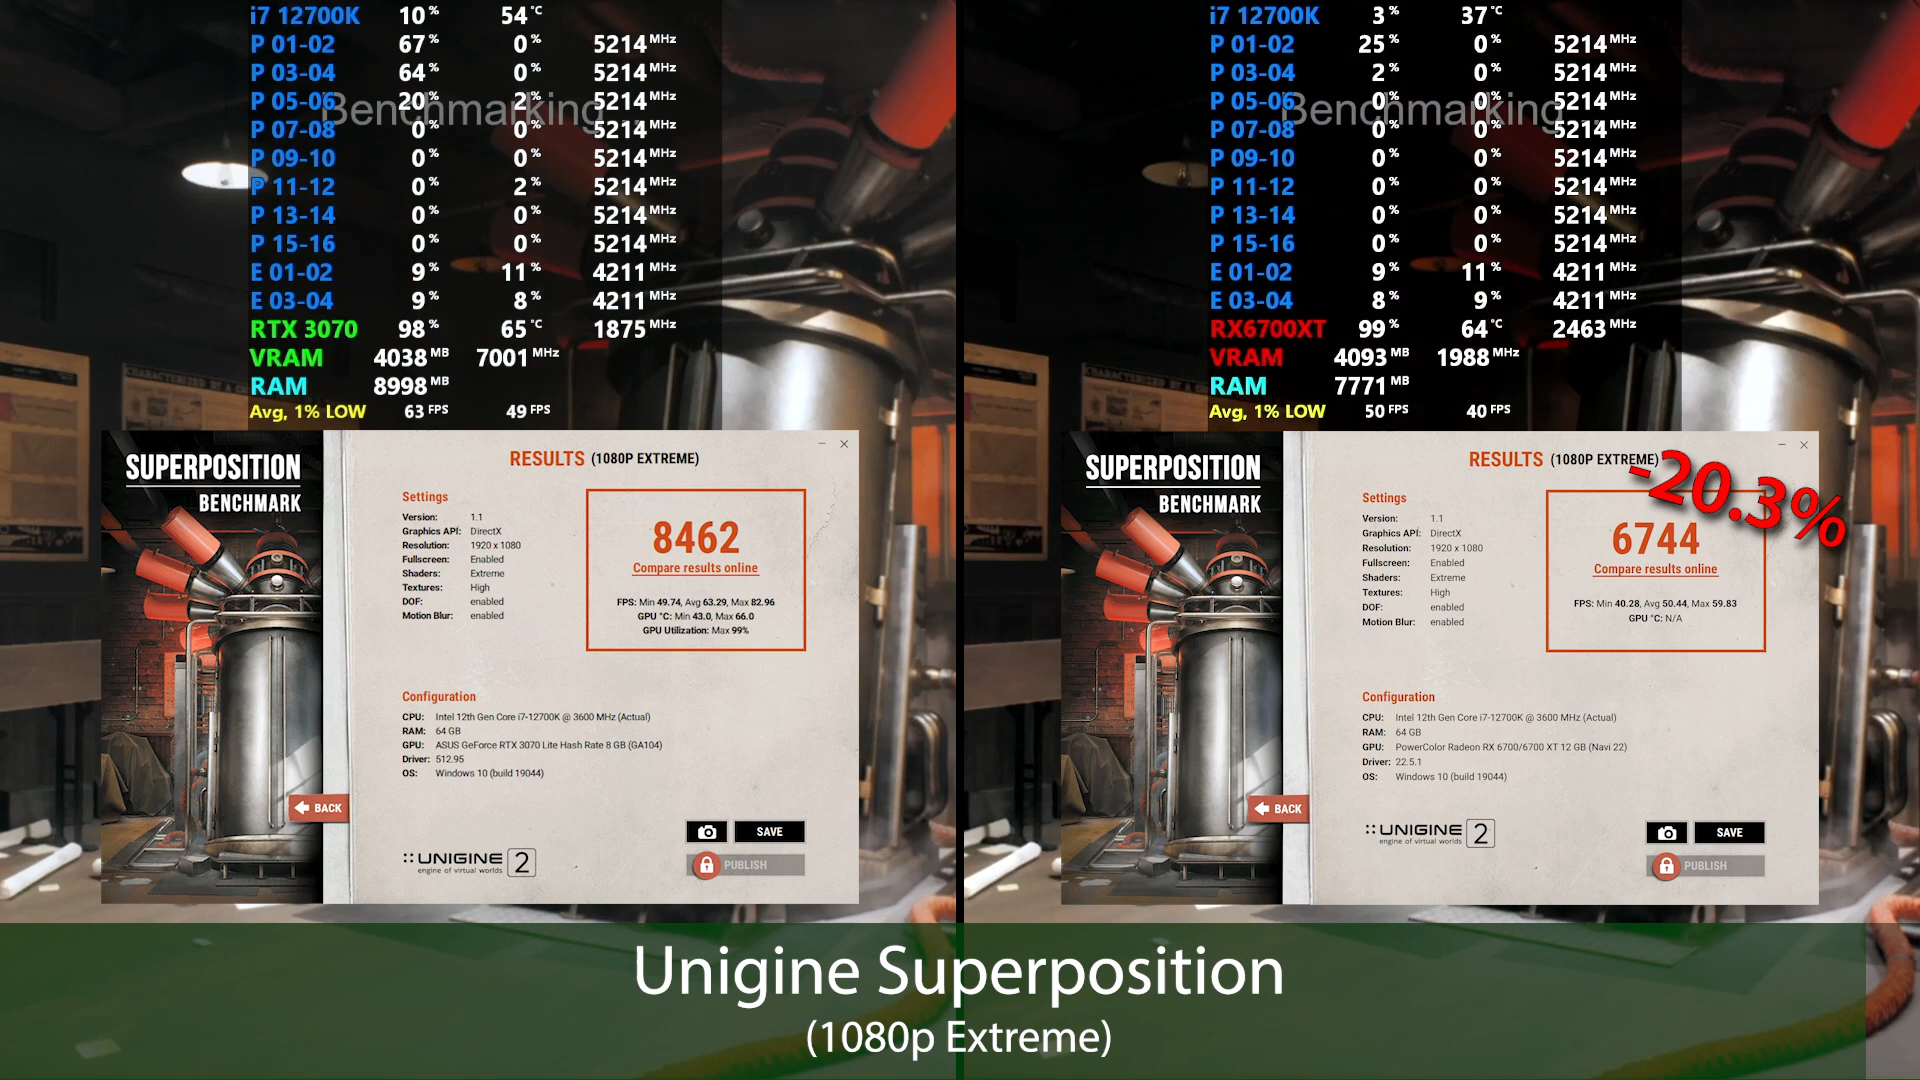 i7 12700K 10% 54°C
P 01-02 67% 0% 5214 MHz
P 03-04 64% 0% 5214 MHz
P 05-06 20% 2% 5214 MHz
Benchmarking...
P 07-08 0% 0% 5214 MHz
P 09-10 0% 0% 5214 MHz
P 11-12 0% 2% 5214 MHz
P 13-14 0% 0% 5214 MHz
P 15-16 0% 0% 5214 MHz
E 01-02 9% 11% 4211 MHz
E 03-04 9% 8% 4211 MHz
RTX 3070 98% 65°C 1875 MHz
VRAM 4038 MB 7001 MHz
RAM 8998 MB
Avg, 1% LOW 63 FPS 49 FPS
SUPERPOSITION
BENCHMARK
RESULTS (1080P EXTREME)
Settings
Version: 1.1
Graphics API: DirectX
Resolution: 1920 x 1080
Fullscreen: Enabled
Shaders: Extreme
Textures: High
DOF: enabled
Motion Blur: enabled
8462
Compare results online
FPS: Min 49.74, Avg 63.29, Max 82.96
GPU °C: Min 43.0, Max 66.0
GPU Utilization: Max 99%
Configuration
CPU: Intel 12th Gen Core i7-12700K @ 3600 MHz (Actual)
RAM: 64 GB
GPU: ASUS GeForce RTX 3070 Lite Hash Rate 8 GB (GA104)
Driver: 512.95
OS: Windows 10 (build 19044)
BACK
SAVE
PUBLISH
UNIGINE 2
engine of virtual worlds
i7 12700K 3% 37°C
P 01-02 25% 0% 5214 MHz
P 03-04 2% 0% 5214 MHz
P 05-06 0% 0% 5214 MHz
Benchmarking
P 07-08 0% 0% 5214 MHz
P 09-10 0% 0% 5214 MHz
P 11-12 0% 0% 5214 MHz
P 13-14 0% 0% 5214 MHz
P 15-16 0% 0% 5214 MHz
E 01-02 9% 11% 4211 MHz
E 03-04 8% 9% 4211 MHz
RX6700XT 99% 64°C 2463 MHz
VRAM 4093 MB 1988 MHz
RAM 7771 MB
Avg, 1% LOW 50 FPS 40 FPS
SUPERPOSITION
BENCHMARK
RESULTS (1080P EXTREME)
-20.3%
Settings
Version: 1.1
Graphics API: DirectX
Resolution: 1920 x 1080
Fullscreen: Enabled
Shaders: Extreme
Textures: High
DOF: enabled
Motion Blur: enabled
6744
Compare results online
FPS: Min 40.28, Avg 50.44, Max 59.83
GPU °C: N/A
Configuration
CPU: Intel 12th Gen Core i7-12700K @ 3600 MHz (Actual)
RAM: 64 GB
GPU: PowerColor Radeon RX 6700/6700 XT 12 GB (Navi 22)
Driver: 22.5.1
OS: Windows 10 (build 19044)
BACK
SAVE
PUBLISH
UNIGINE 2
engine of virtual worlds
Unigine Superposition
(1080p Extreme)